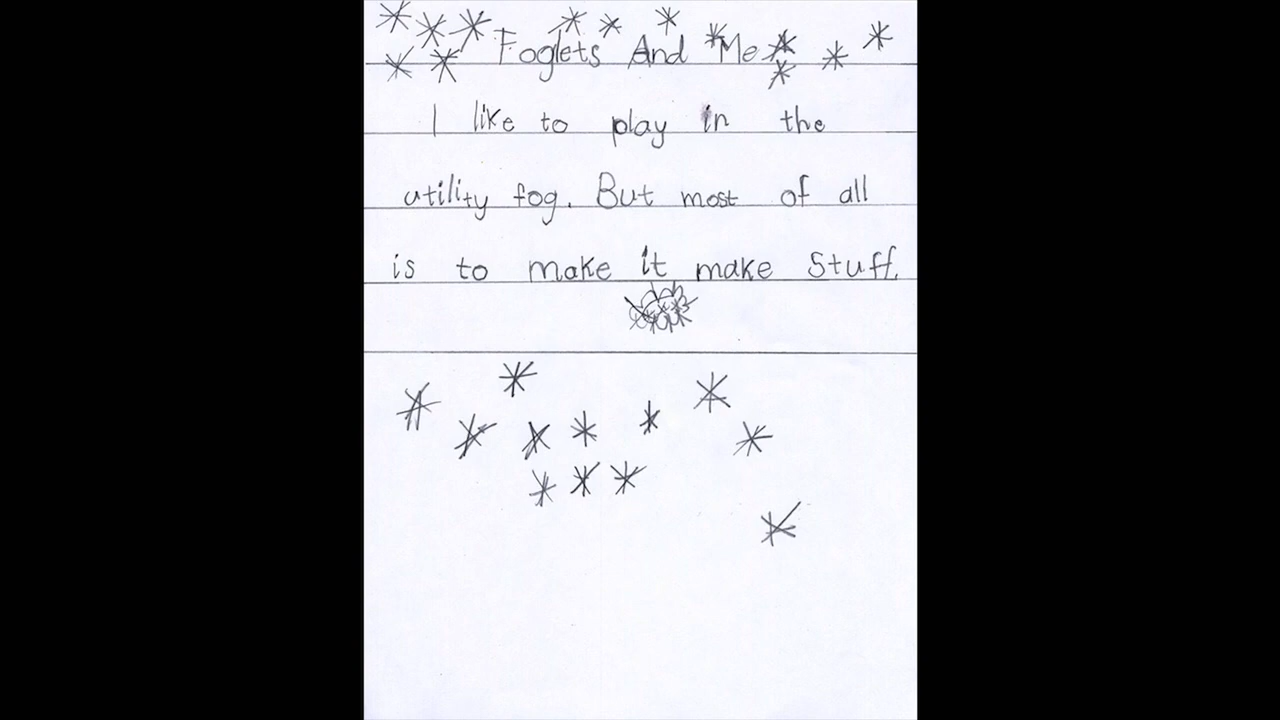 Foglets And Me
I like to play in the
utility fog. But most of all
is to make it make Stuff.